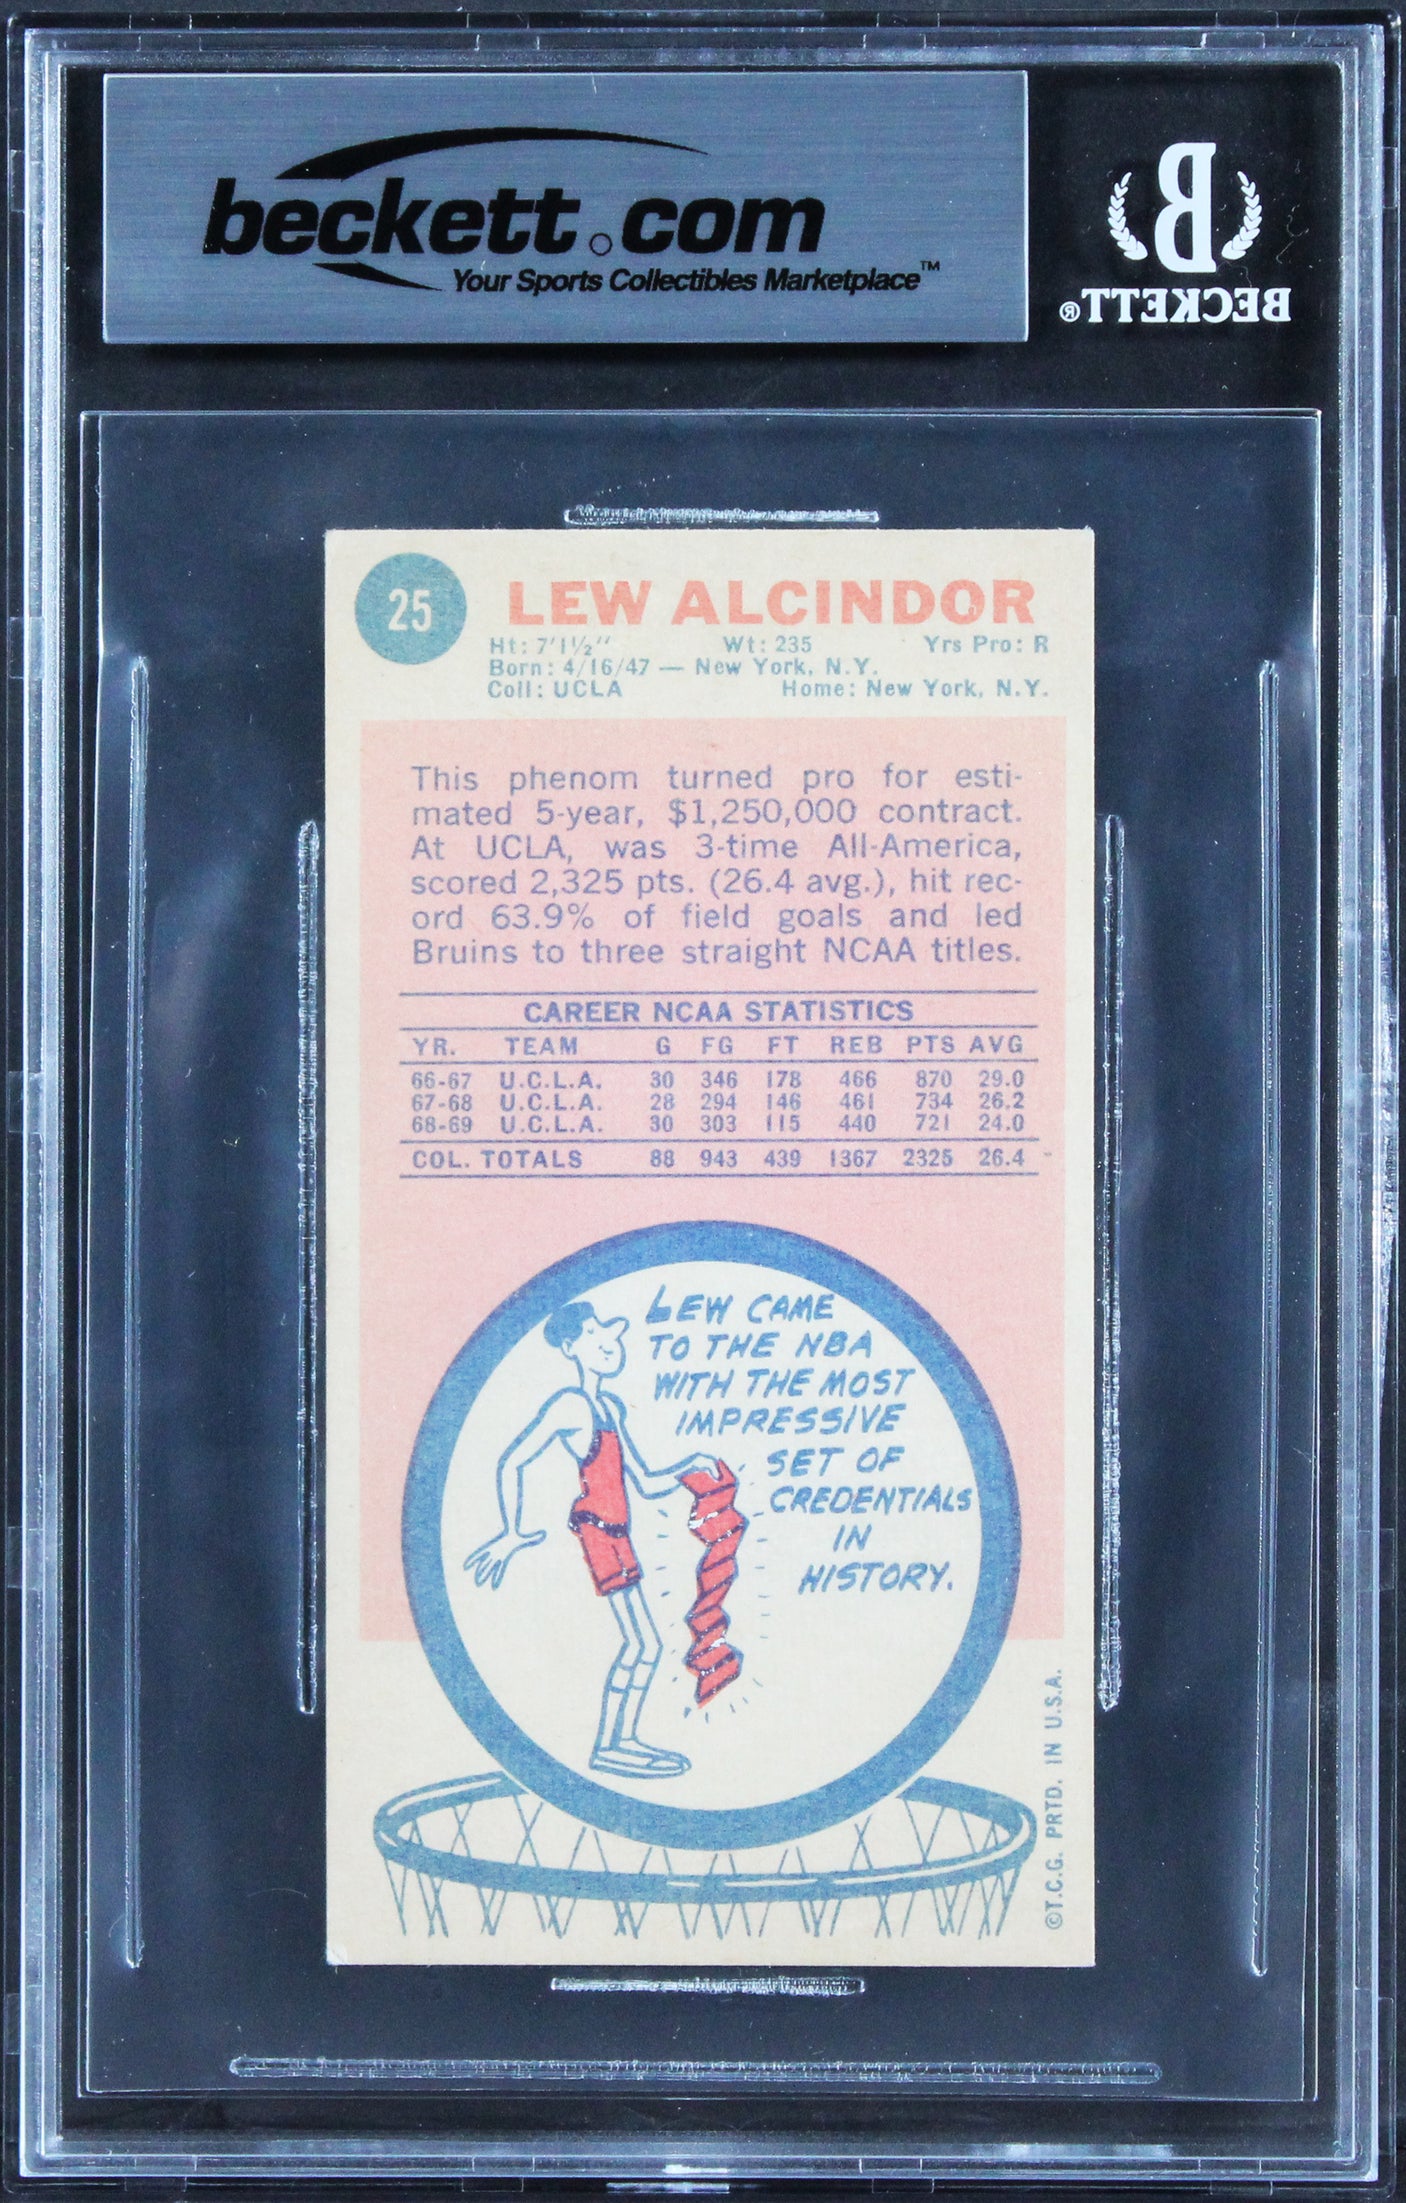 beckett.com
Your Sports Collectibles Marketplace™
B
BECKETT®
25
LEW ALCINDOR
Ht: 7'1½" Wt: 235 Yrs Pro: R
Born: 4/16/47 — New York, N.Y.
Coll: UCLA Home: New York, N.Y.
This phenom turned pro for esti-
mated 5-year, $1,250,000 contract.
At UCLA, was 3-time All-America,
scored 2,325 pts. (26.4 avg.), hit rec-
ord 63.9% of field goals and led
Bruins to three straight NCAA titles.
CAREER NCAA STATISTICS
YR. TEAM G FG FT REB PTS AVG
66-67 U.C.L.A. 30 346 178 466 870 29.0
67-68 U.C.L.A. 28 294 146 461 734 26.2
68-69 U.C.L.A. 30 303 115 440 721 24.0
COL. TOTALS 88 943 439 1367 2325 26.4
LEW CAME
TO THE NBA
WITH THE MOST
IMPRESSIVE
SET OF
CREDENTIALS
IN
HISTORY.
©T.C.G. PRTD. IN U.S.A.